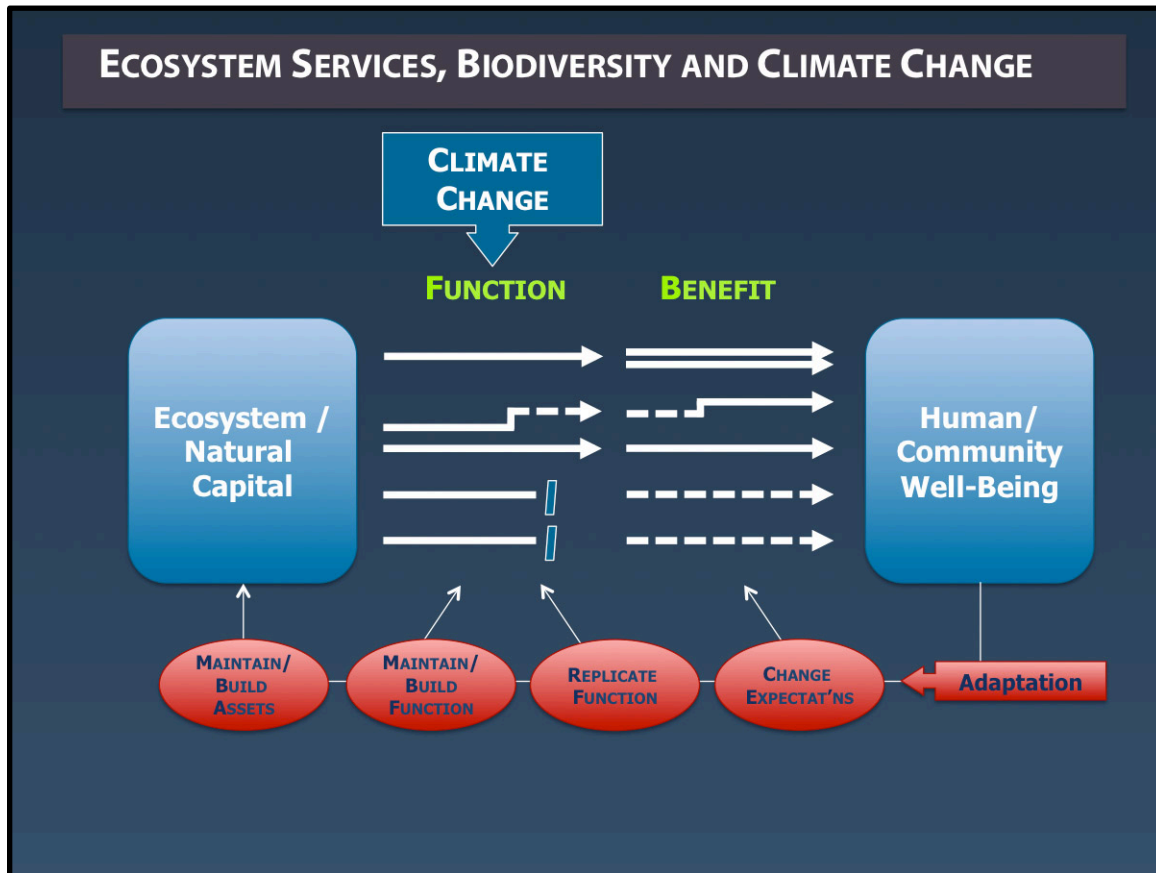 ECOSYSTEM SERVICES, BIODIVERSITY AND CLIMATE CHANGE
CLIMATE
CHANGE
FUNCTION
BENEFIT
Ecosystem /
Natural
Capital
Human/
Community
Well-Being
MAINTAIN/
BUILD
ASSETS
MAINTAIN/
BUILD
FUNCTION
REPLICATE
FUNCTION
CHANGE
EXPECTAT'NS
Adaptation